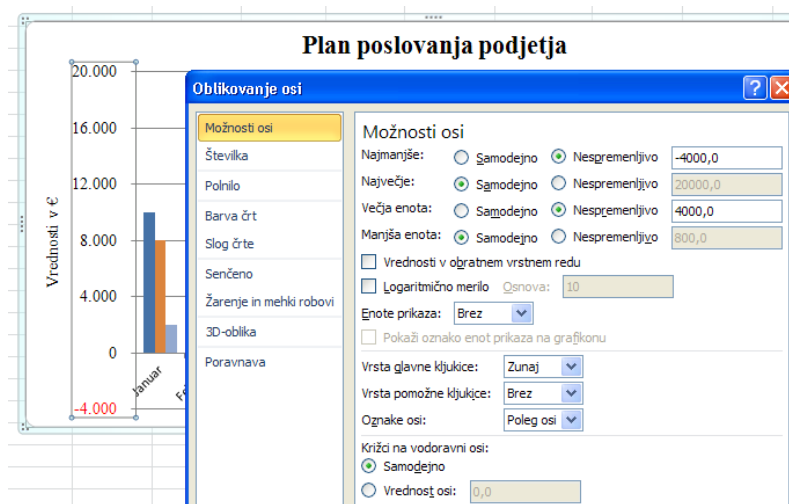 Plan poslovanja podjetja
20.000
16.000
12.000
8.000
4.000
0
-4.000
Vrednosti v €
Januar
Oblikovanje osi
Možnosti osi
Številka
Polnilo
Barva črt
Slog črte
Senčeno
Žarenje in mehki robovi
3D-oblika
Poravnava
Možnosti osi
Najmanjše: Samodejno Nespremenljivo -4000,0
Največje: Samodejno Nespremenljivo 20000,0
Večja enota: Samodejno Nespremenljivo 4000,0
Manjša enota: Samodejno Nespremenljivo 800,0
Vrednosti v obratnem vrstnem redu
Logaritmično merilo Osnova: 10
Enote prikaza: Brez
Pokaži oznako enot prikaza na grafikonu
Vrsta glavne kljukice: Zunaj
Vrsta pomožne kljukice: Brez
Oznake osi: Poleg osi
Križci na vodoravni osi:
Samodejno
Vrednost osi: 0,0